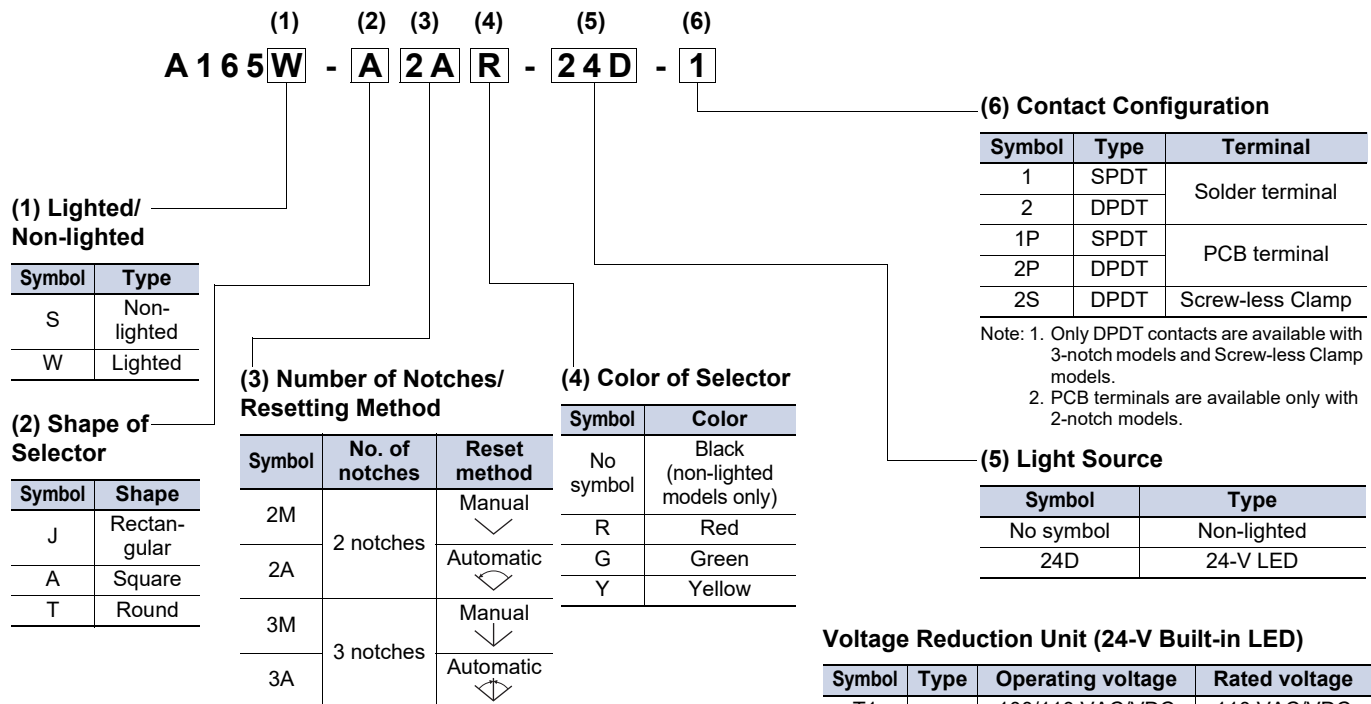 (1) (2) (3) (4) (5) (6)
A165W - A 2A R - 24D - 1
(6) Contact Configuration
Symbol Type Terminal
1 SPDT Solder terminal
2 DPDT
1P SPDT PCB terminal
2P DPDT
2S DPDT Screw-less Clamp
Note: 1. Only DPDT contacts are available with
3-notch models and Screw-less Clamp
models.
2. PCB terminals are available only with
2-notch models.
(1) Lighted/
Non-lighted
Symbol Type
S Non-
lighted
W Lighted
(2) Shape of
Selector
Symbol Shape
J Rectan-
gular
A Square
T Round
(3) Number of Notches/
Resetting Method
Symbol No. of
notches Reset
method
2M 2 notches Manual
2A Automatic
3M 3 notches Manual
3A Automatic
(4) Color of Selector
Symbol Color
No
symbol Black
(non-lighted
models only)
R Red
G Green
Y Yellow
(5) Light Source
Symbol Type
No symbol Non-lighted
24D 24-V LED
Voltage Reduction Unit (24-V Built-in LED)
Symbol Type Operating voltage Rated voltage